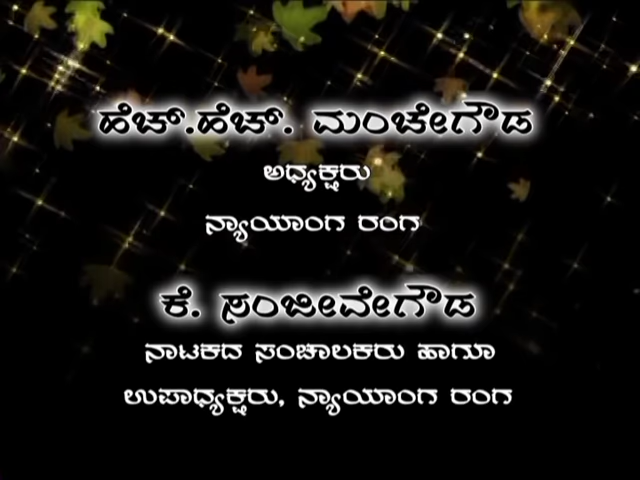 ಹೆಚ್.ಹೆಚ್. ಮಂಚೇಗೌಡ
ಅಧ್ಯಕ್ಷರು
ನ್ಯಾಯಾಂಗ ರಂಗ
ಕೆ. ಸಂಜೀವೇಗೌಡ
ನಾಟಕದ ಸಂಚಾಲಕರು ಹಾಗೂ
ಉಪಾಧ್ಯಕ್ಷರು, ನ್ಯಾಯಾಂಗ ರಂಗ